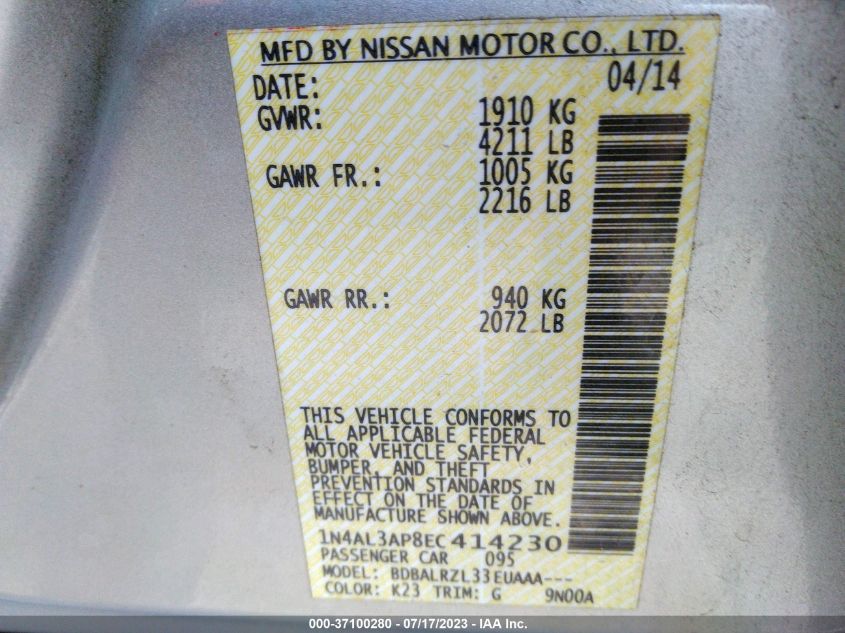 MFD BY NISSAN MOTOR CO., LTD.
DATE: 04/14
GVWR: 1910 KG
4211 LB
GAWR FR.: 1005 KG
2216 LB
GAWR RR.: 940 KG
2072 LB
THIS VEHICLE CONFORMS TO
ALL APPLICABLE FEDERAL
MOTOR VEHICLE SAFETY,
BUMPER, AND THEFT
PREVENTION STANDARDS IN
EFFECT ON THE DATE OF
MANUFACTURE SHOWN ABOVE.
1N4AL3AP8EC414230
PASSENGER CAR 095
MODEL: BDBALRZL33EUAAA---
COLOR: K23 TRIM: G 9N00A
000-37100280 - 07/17/2023 - IAA Inc.